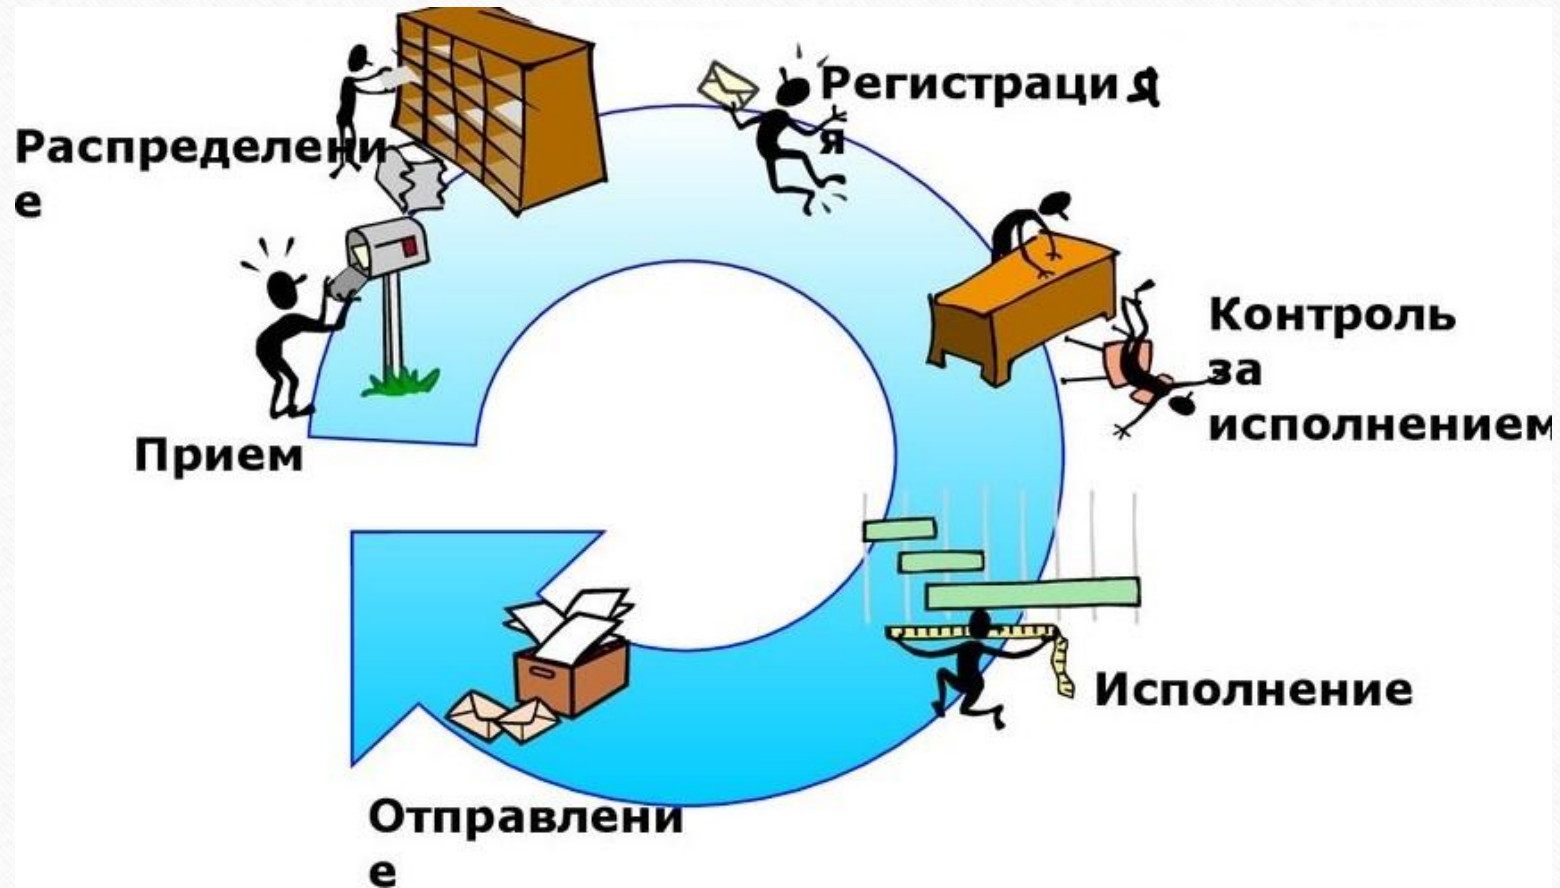 Регистраци я
я
Распределени
е
Контроль
за
исполнением
Прием
Исполнение
Отправлени
е